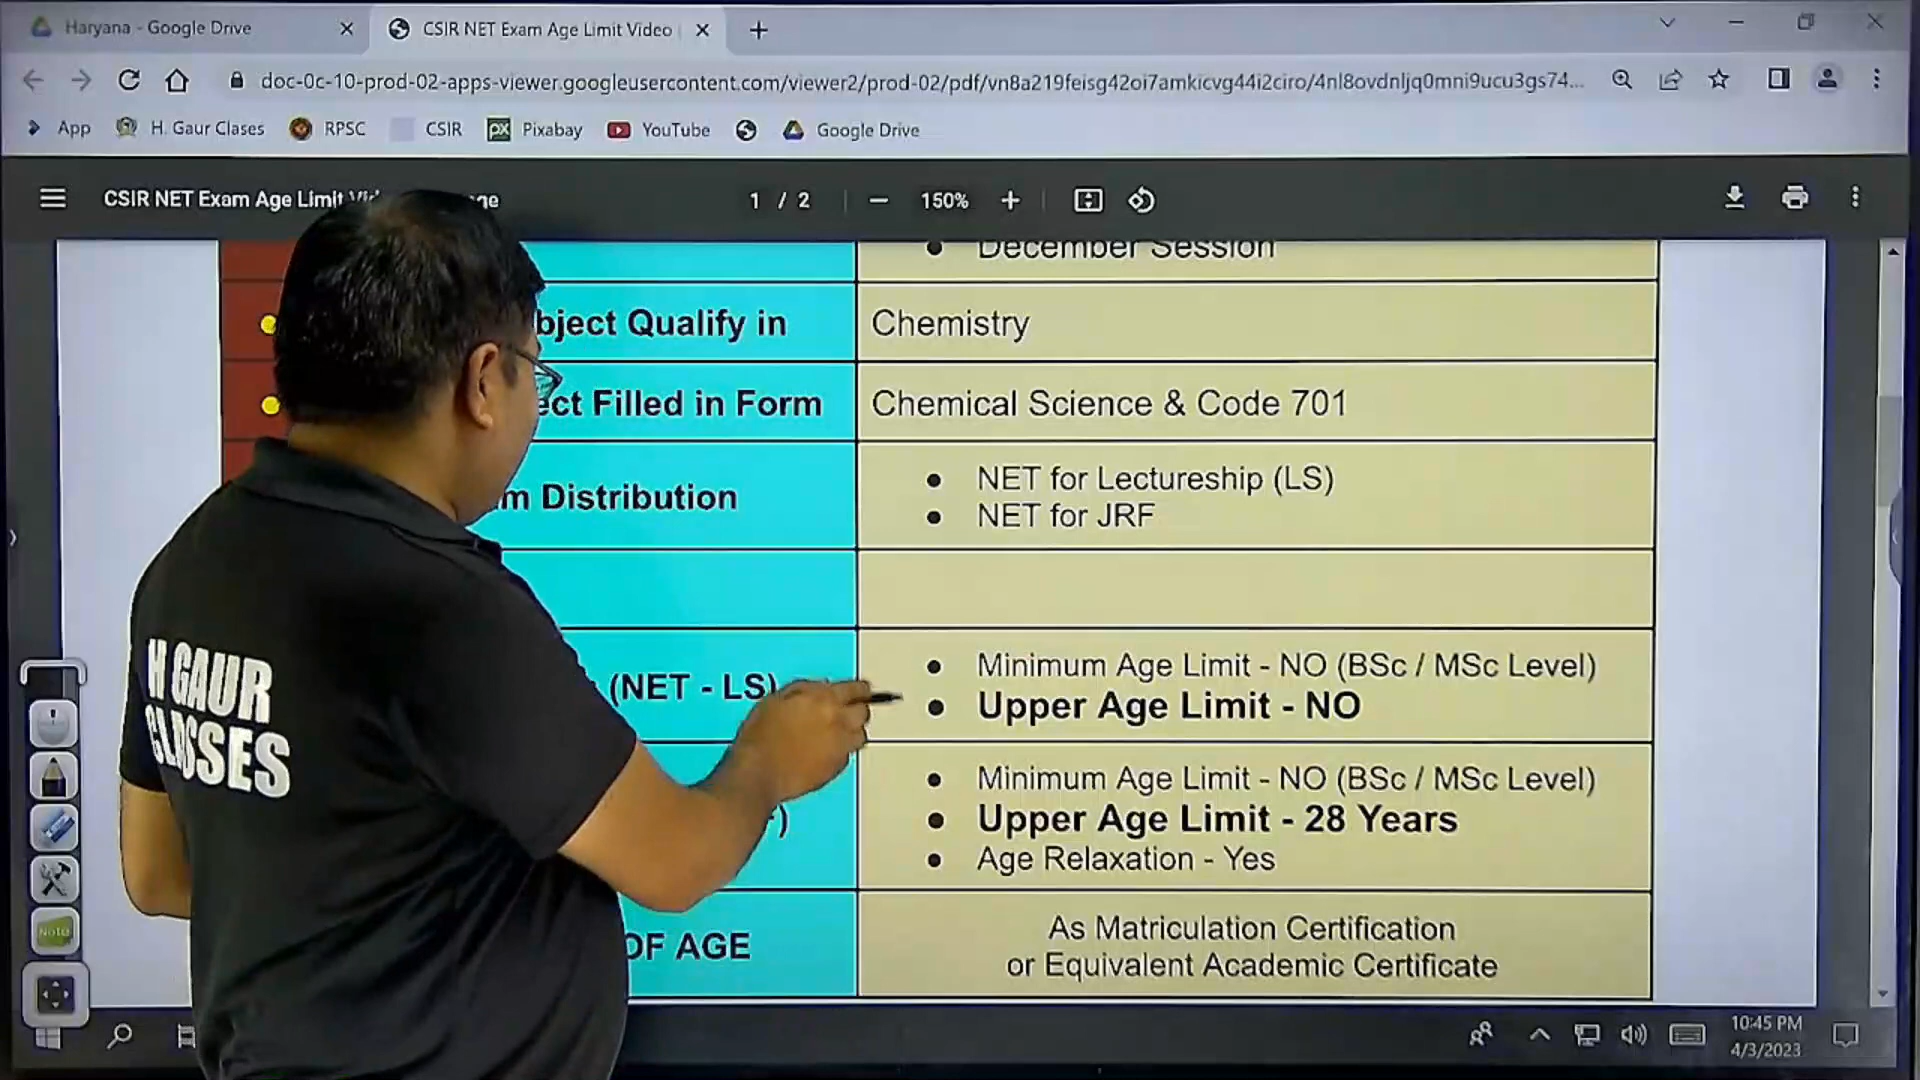 Haryana - Google Drive
CSIR NET Exam Age Limit Video
doc-0c-10-prod-02-apps-viewer.googleusercontent.com/viewer2/prod-02/pdf/vn8a219feisg42oi7amkicvg44i2ciro/4nl8ovdnljq0mni9ucu3gs74...
App
H. Gaur Clases
RPSC
CSIR
px Pixabay
YouTube
Google Drive
CSIR NET Exam Age Limit
1 / 2
150%
December Session
Qualify in
Chemistry
Filled in Form
Chemical Science & Code 701
Distribution
NET for Lectureship (LS)
NET for JRF
(NET - LS)
Minimum Age Limit - NO (BSc / MSc Level)
Upper Age Limit - NO
Minimum Age Limit - NO (BSc / MSc Level)
Upper Age Limit - 28 Years
Age Relaxation - Yes
OF AGE
As Matriculation Certification
or Equivalent Academic Certificate
H GAUR
CLASSES
Note
10:45 PM
4/3/2023